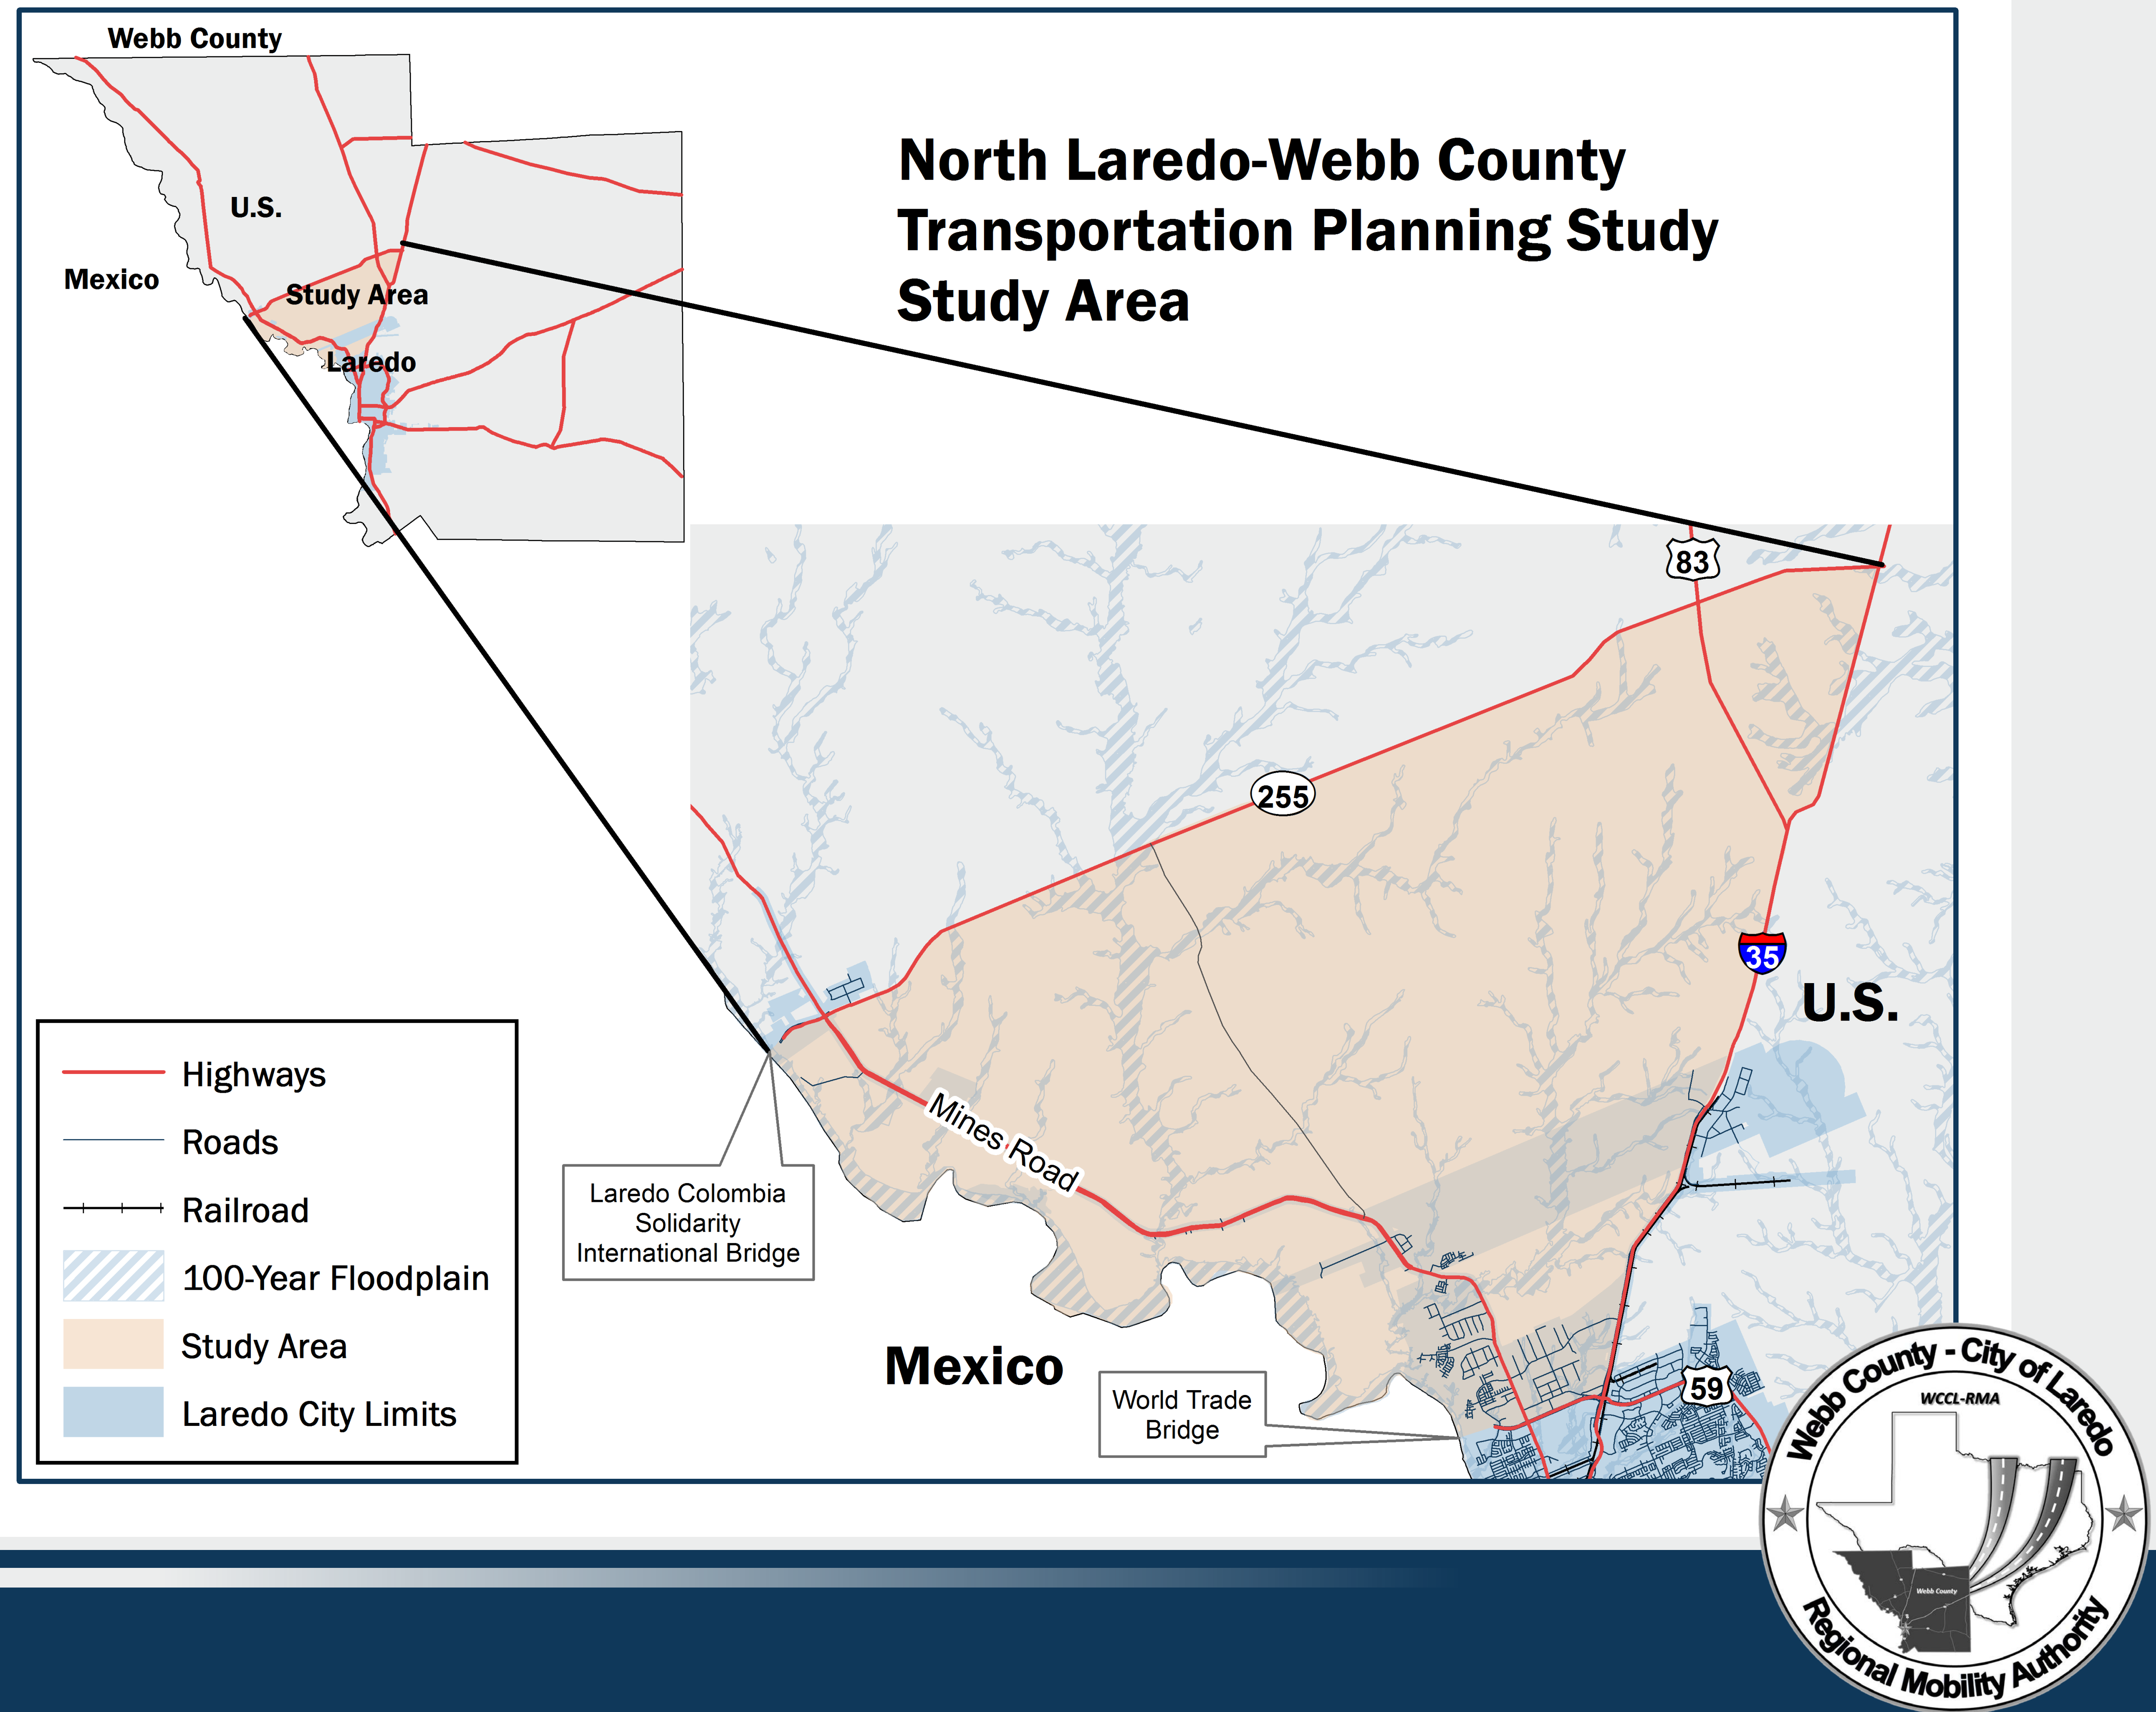 Webb County
U.S.
Mexico
Study Area
Laredo
North Laredo-Webb County
Transportation Planning Study
Study Area
83
255
35
U.S.
Mines Road
Laredo Colombia
Solidarity
International Bridge
Mexico
World Trade
Bridge
59
Highways
Roads
Railroad
100-Year Floodplain
Study Area
Laredo City Limits
Webb County - City of Laredo
WCCL-RMA
Webb County
Regional Mobility Authority